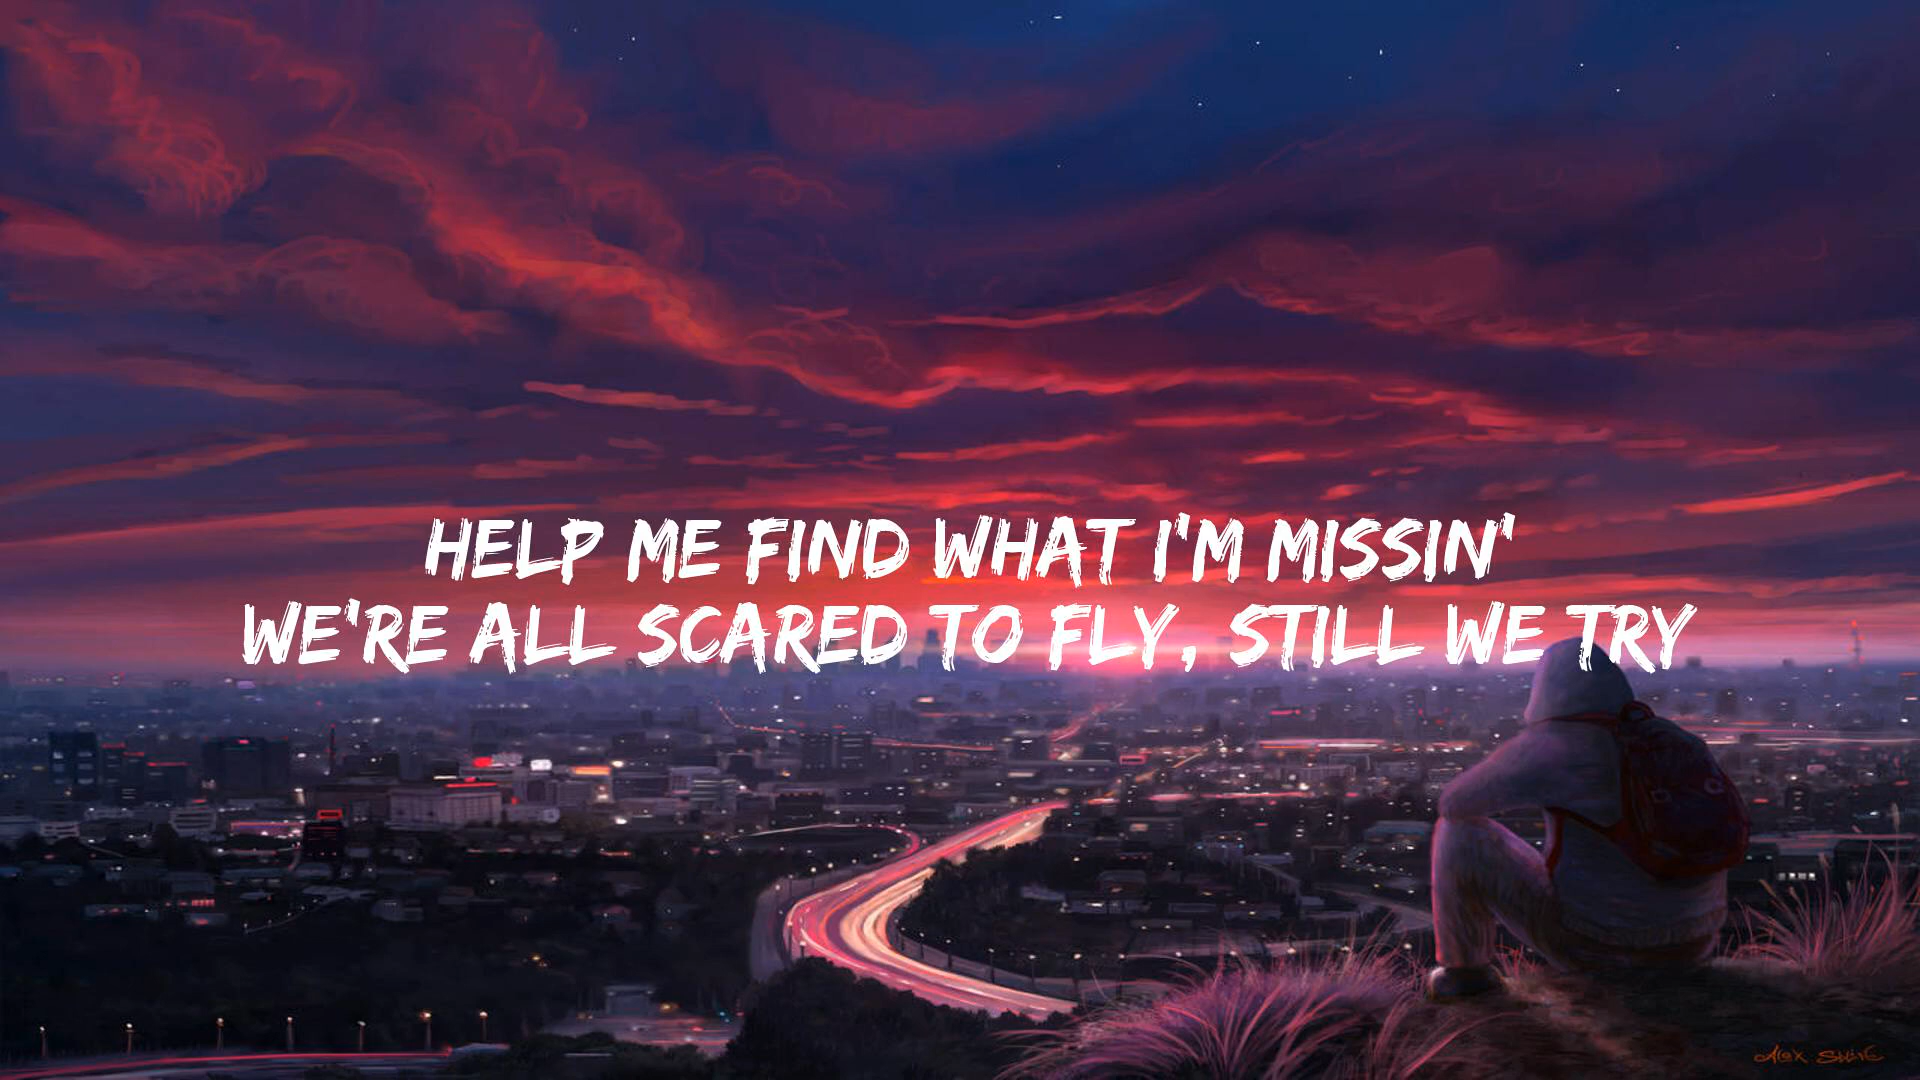 HELP ME FIND WHAT I'M MISSIN'
WE'RE ALL SCARED TO FLY, STILL WE TRY